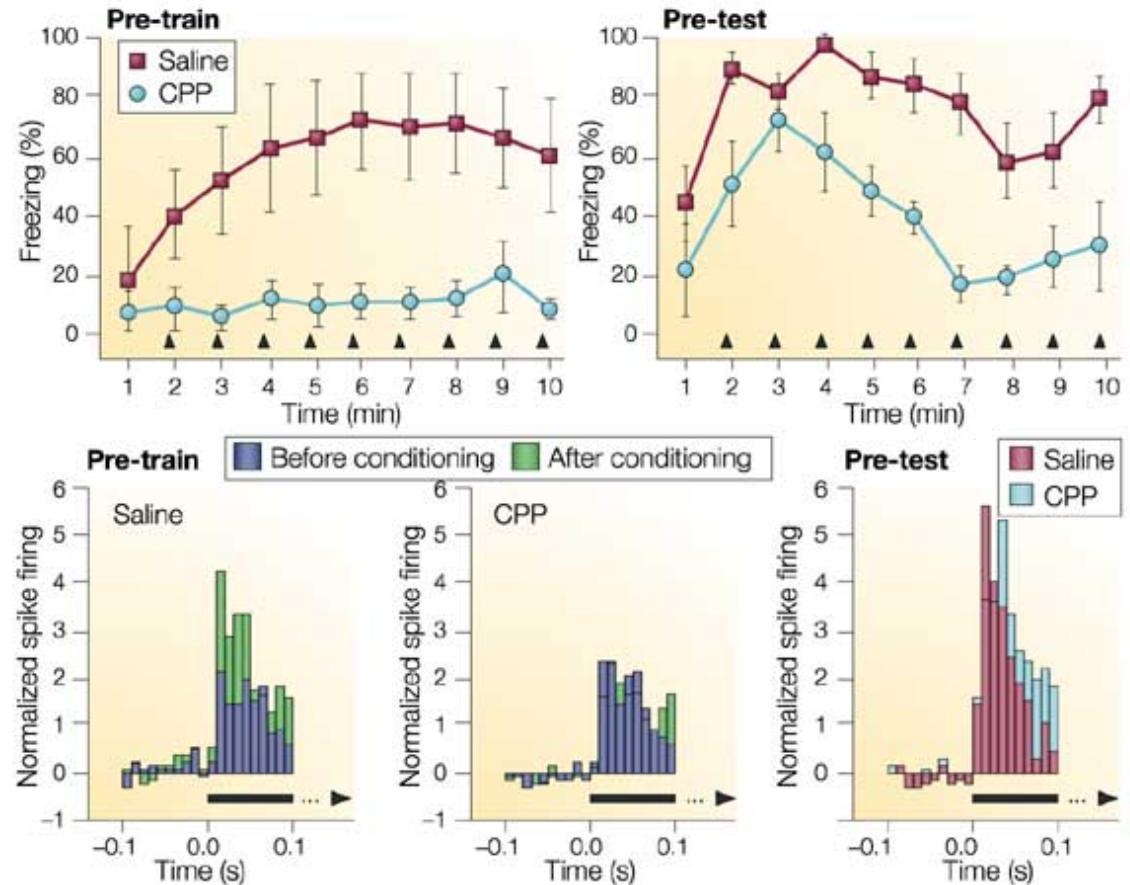 Pre-train
100
80
60
40
20
0
Freezing (%)
Saline
CPP
1 2 3 4 5 6 7 8 9 10
Time (min)
Pre-test
100
80
60
40
20
0
Freezing (%)
1 2 3 4 5 6 7 8 9 10
Time (min)
Before conditioning After conditioning
Pre-train
Saline
6
5
4
3
2
1
0
–1
Normalized spike firing
...
–0.1 0.0 0.1
Time (s)
CPP
6
5
4
3
2
1
0
–1
Normalized spike firing
...
–0.1 0.0 0.1
Time (s)
Pre-test
Saline
CPP
6
5
4
3
2
1
0
–1
Normalized spike firing
...
–0.1 0.0 0.1
Time (s)